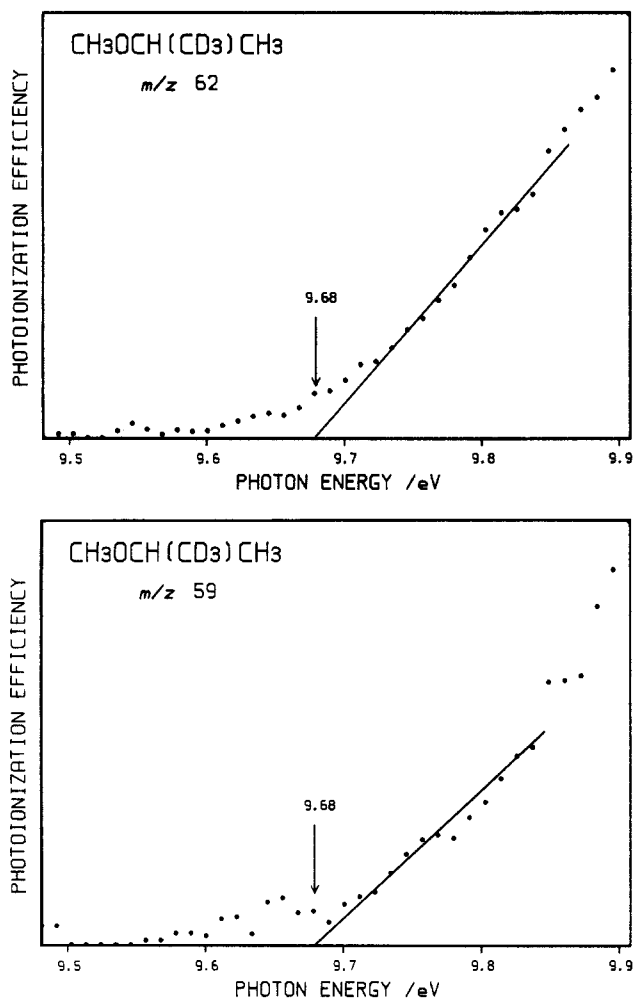 CH3OCH(CD3)CH3
m/z 62
PHOTOIONIZATION EFFICIENCY
9.68
9.5 9.6 9.7 9.8 9.9
PHOTON ENERGY /eV
CH3OCH(CD3)CH3
m/z 59
PHOTOIONIZATION EFFICIENCY
9.68
9.5 9.6 9.7 9.8 9.9
PHOTON ENERGY /eV